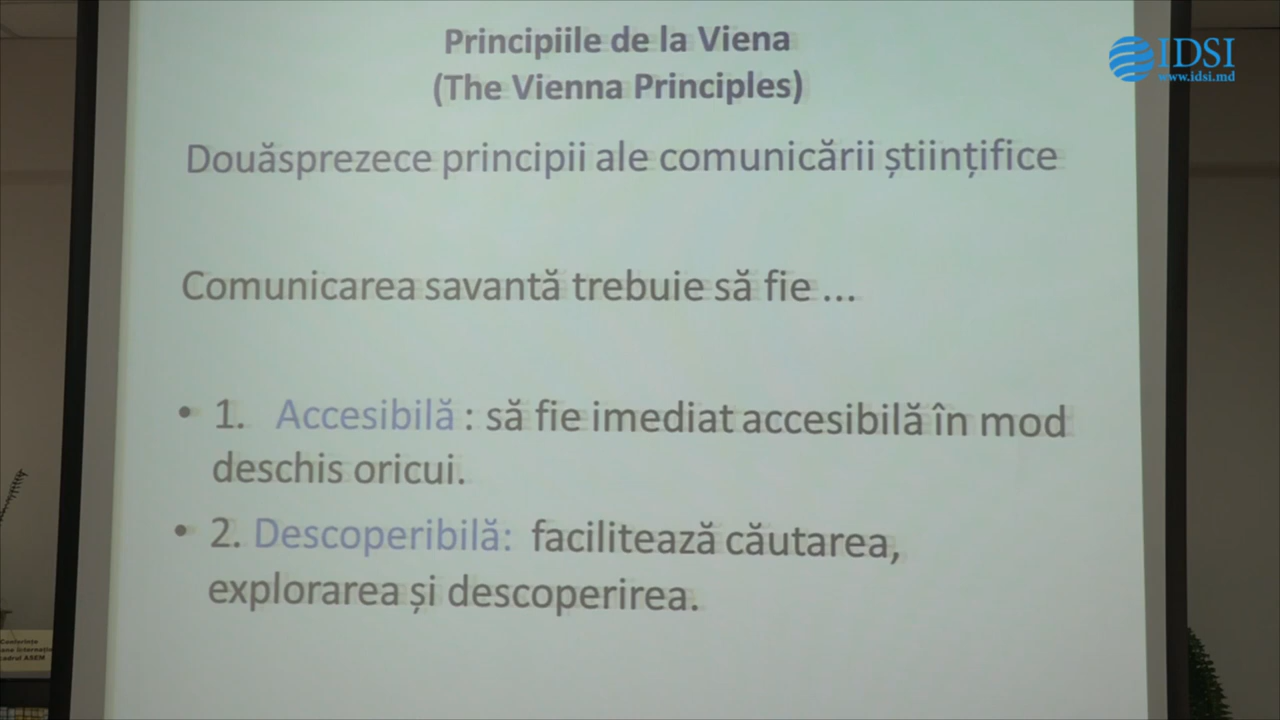 Principiile de la Viena
(The Vienna Principles)
IDSI
www.idsi.md
Douăsprezece principii ale comunicării științifice
Comunicarea savantă trebuie să fie ...
• 1. Accesibilă : să fie imediat accesibilă în mod
deschis oricui.
• 2. Descoperibilă: facilitează căutarea,
explorarea și descoperirea.